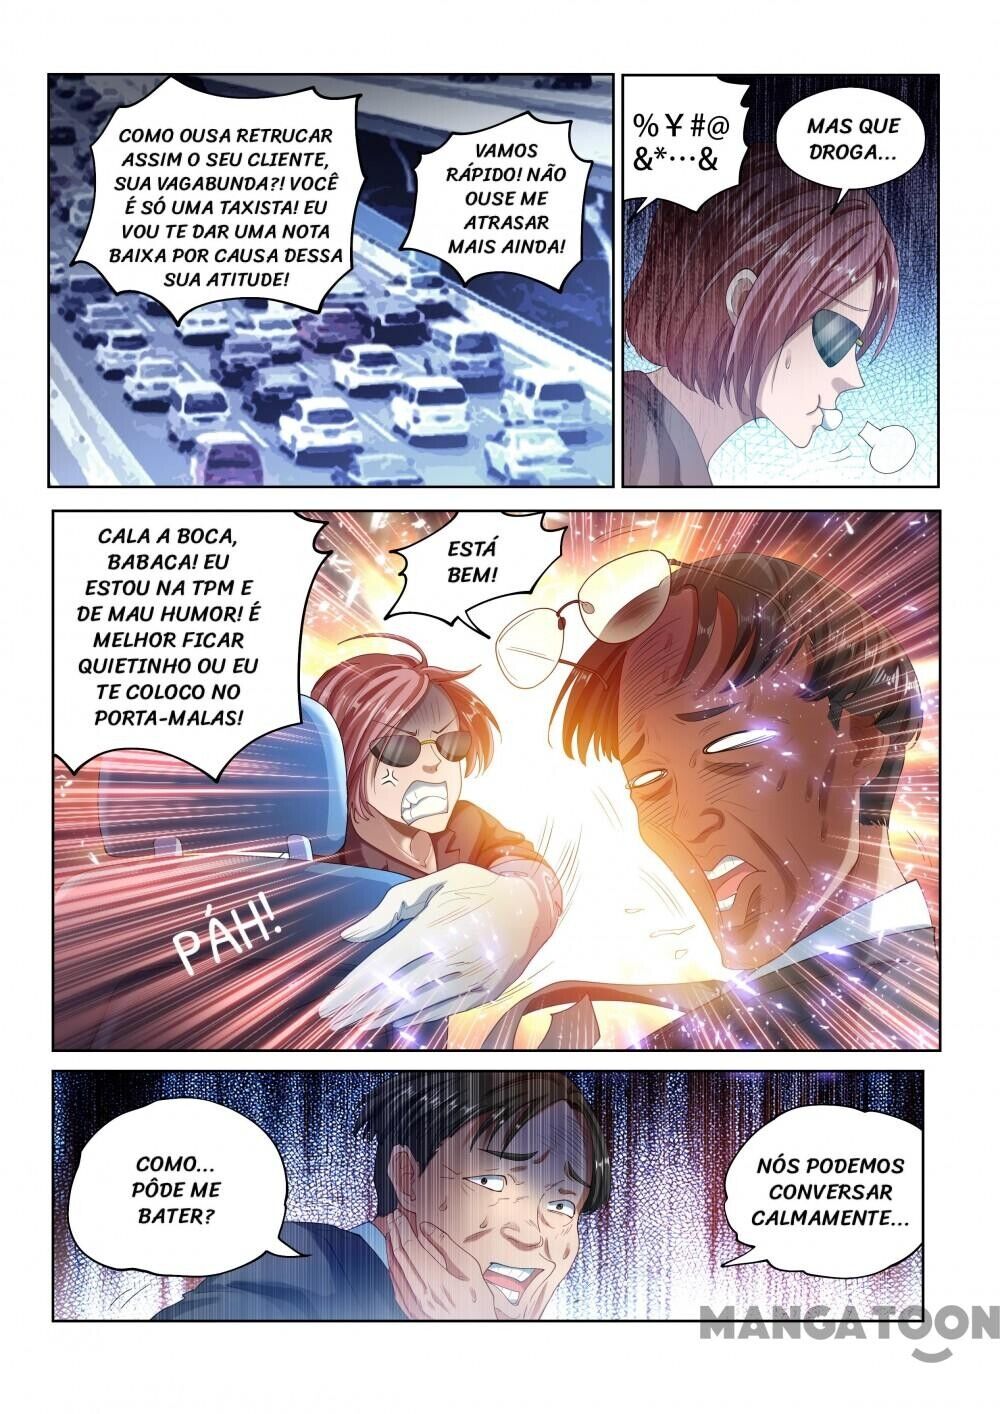 COMO OUSA RETRUCAR
ASSIM O SEU CLIENTE,
SUA VAGABUNDA?! VOCÊ
É SÓ UMA TAXISTA! EU
VOU TE DAR UMA NOTA
BAIXA POR CAUSA DESSA
SUA ATITUDE!
VAMOS
RÁPIDO! NÃO
OUSE ME
ATRASAR
MAIS AINDA!
%¥#@
&*…&
MAS QUE
DROGA...
CALA A BOCA,
BABACA! EU
ESTOU NA TPM E
DE MAU HUMOR! É
MELHOR FICAR
QUIETINHO OU EU
TE COLOCO NO
PORTA-MALAS!
ESTÁ
BEM!
PÁH!
COMO...
PÔDE ME
BATER?
NÓS PODEMOS
CONVERSAR
CALMAMENTE...
MANGATOON